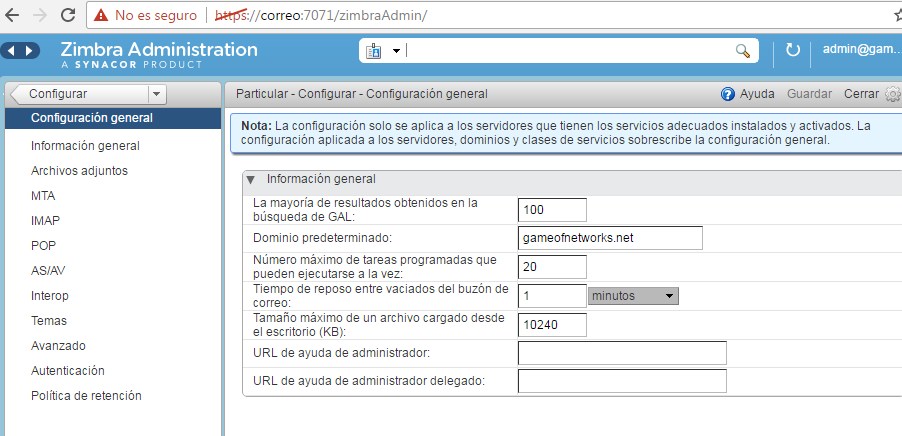 No es seguro
https://correo:7071/zimbraAdmin/
Zimbra Administration
A SYNACOR PRODUCT
admin@gam...
Configurar
Particular - Configurar - Configuración general
Ayuda
Guardar
Cerrar
Configuración general
Información general
Archivos adjuntos
MTA
IMAP
POP
AS/AV
Interop
Temas
Avanzado
Autenticación
Política de retención
Nota: La configuración solo se aplica a los servidores que tienen los servicios adecuados instalados y activados. La
configuración aplicada a los servidores, dominios y clases de servicios sobrescribe la configuración general.
Información general
La mayoría de resultados obtenidos en la
búsqueda de GAL:
100
Dominio predeterminado:
gameofnetworks.net
Número máximo de tareas programadas que
pueden ejecutarse a la vez:
20
Tiempo de reposo entre vaciados del buzón de
correo:
1
minutos
Tamaño máximo de un archivo cargado desde
el escritorio (KB):
10240
URL de ayuda de administrador:
URL de ayuda de administrador delegado: